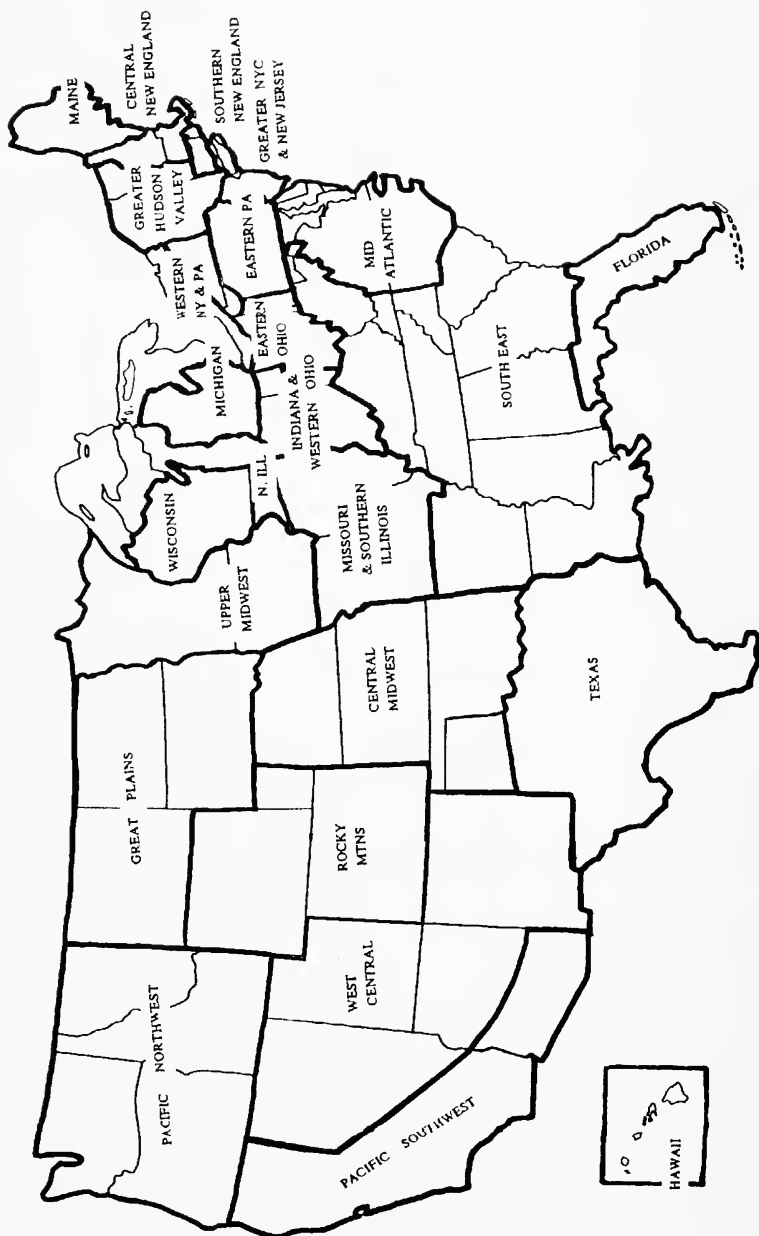 MAINE
CENTRAL
NEW ENGLAND
SOUTHERN
NEW ENGLAND
GREATER NYC
& NEW JERSEY
GREATER
HUDSON
VALLEY
WESTERN
NY & PA
EASTERN PA
MID
ATLANTIC
FLORIDA
SOUTH EAST
EASTERN
OHIO
MICHIGAN
INDIANA &
WESTERN OHIO
N. ILL
WISCONSIN
MISSOURI
& SOUTHERN
ILLINOIS
UPPER
MIDWEST
CENTRAL
MIDWEST
TEXAS
GREAT PLAINS
ROCKY
MTNS
WEST
CENTRAL
PACIFIC NORTHWEST
PACIFIC SOUTHWEST
HAWAII